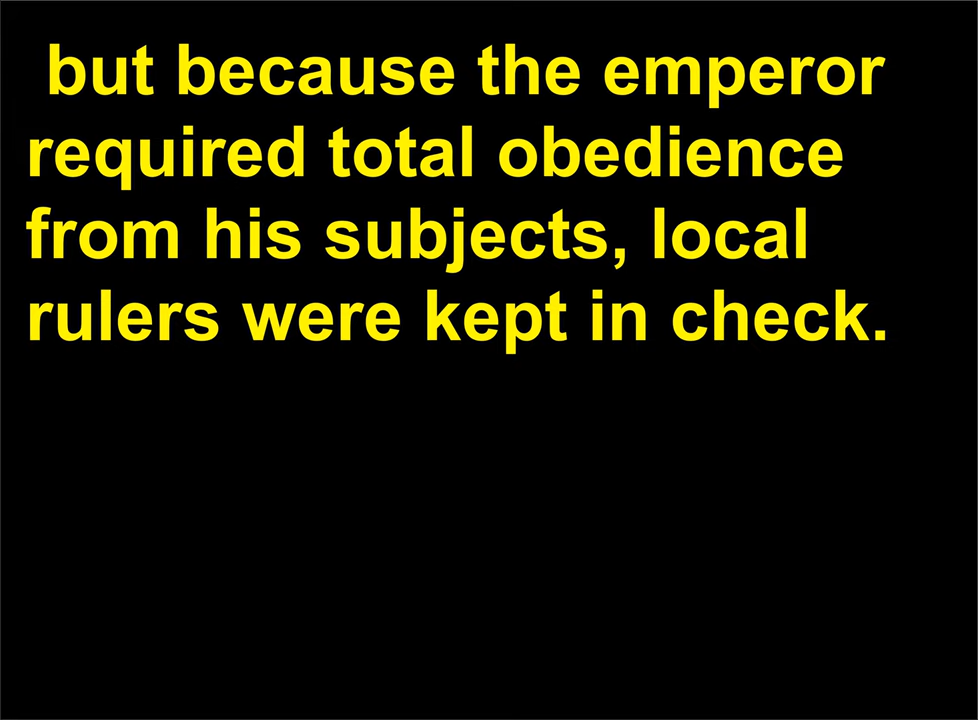 but because the emperor
required total obedience
from his subjects, local
rulers were kept in check.